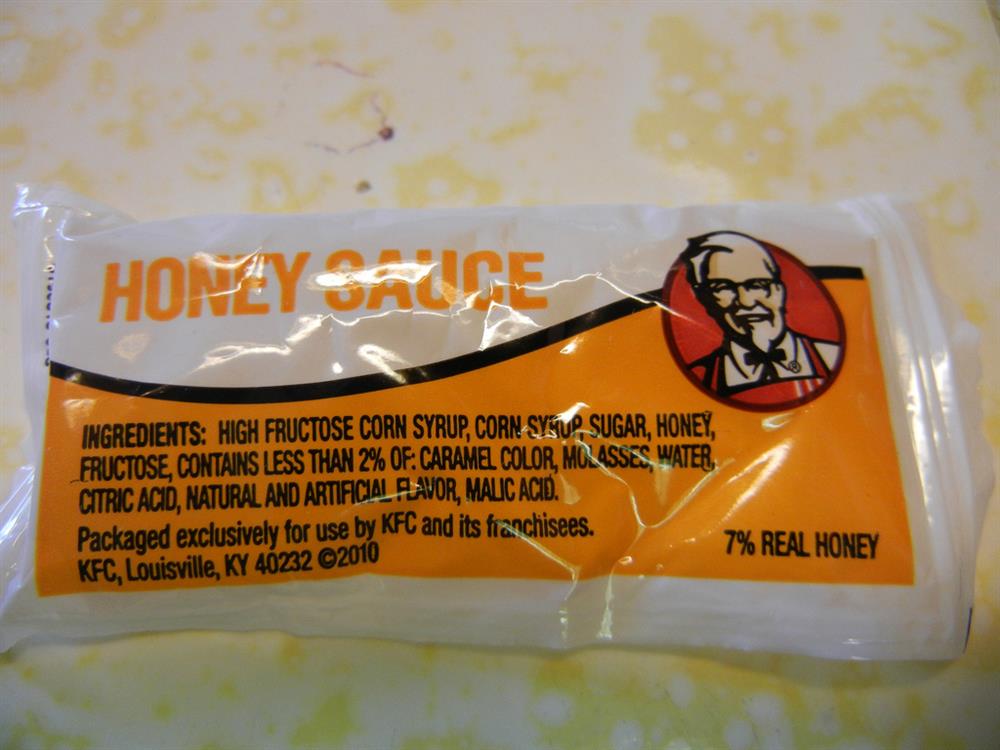 HONEY SAUCE
INGREDIENTS: HIGH FRUCTOSE CORN SYRUP, CORN SYRUP, SUGAR, HONEY,
FRUCTOSE, CONTAINS LESS THAN 2% OF: CARAMEL COLOR, MOLASSES, WATER,
CITRIC ACID, NATURAL AND ARTIFICIAL FLAVOR, MALIC ACID.
Packaged exclusively for use by KFC and its franchisees.
KFC, Louisville, KY 40232 ©2010
7% REAL HONEY
®